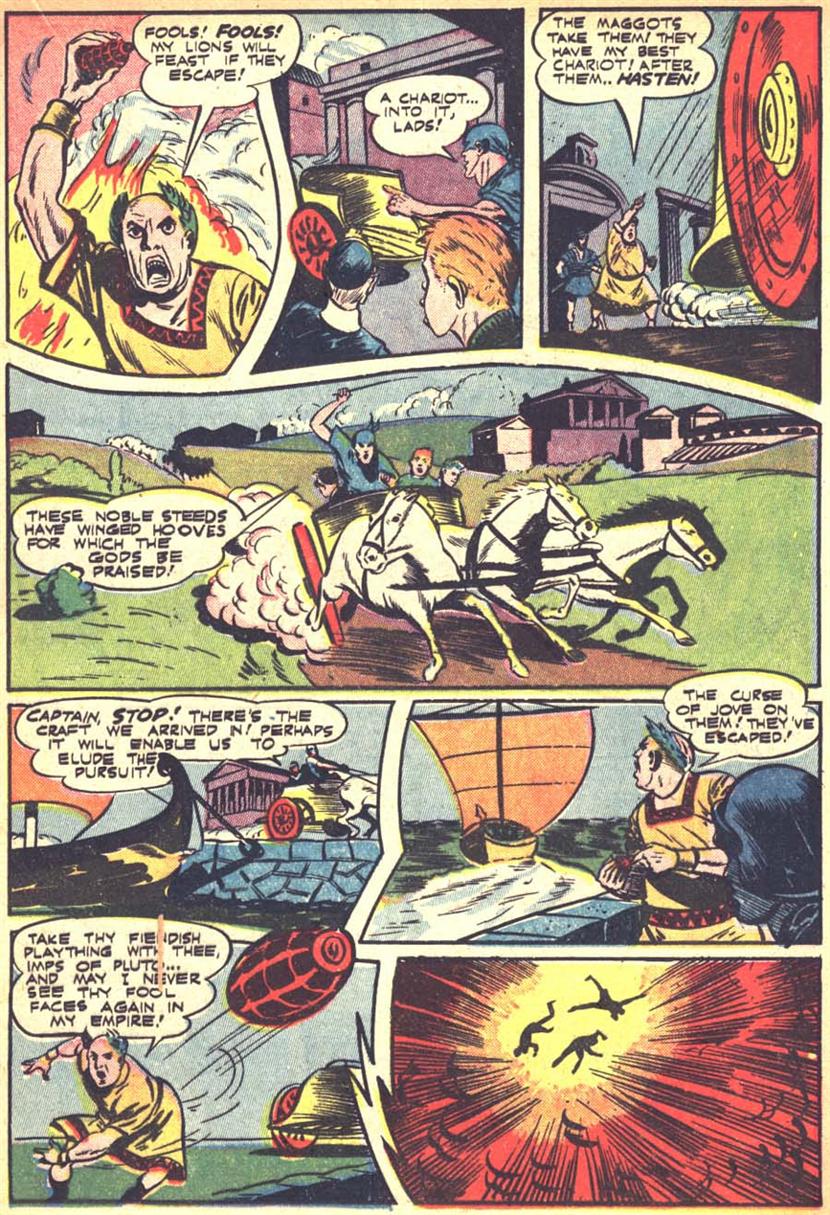 FOOLS! FOOLS!
MY LIONS WILL
FEAST IF THEY
ESCAPE!
A CHARIOT...
INTO IT,
LADS!
THE MAGGOTS
TAKE THEM! THEY
HAVE MY BEST
CHARIOT! AFTER
THEM.. HASTEN!
THESE NOBLE STEEDS
HAVE WINGED HOOVES
FOR WHICH THE
GODS BE
PRAISED!
CAPTAIN, STOP! THERE'S THE
CRAFT WE ARRIVED IN! PERHAPS
IT WILL ENABLE US TO
ELUDE THE
PURSUIT!
THE CURSE
OF JOVE ON
THEM! THEY'VE
ESCAPED!
TAKE THY FIENDISH
PLAYTHING WITH THEE,
IMPS OF PLUTO...
AND MAY I NEVER
SEE THY FOOL
FACES AGAIN IN
MY EMPIRE!